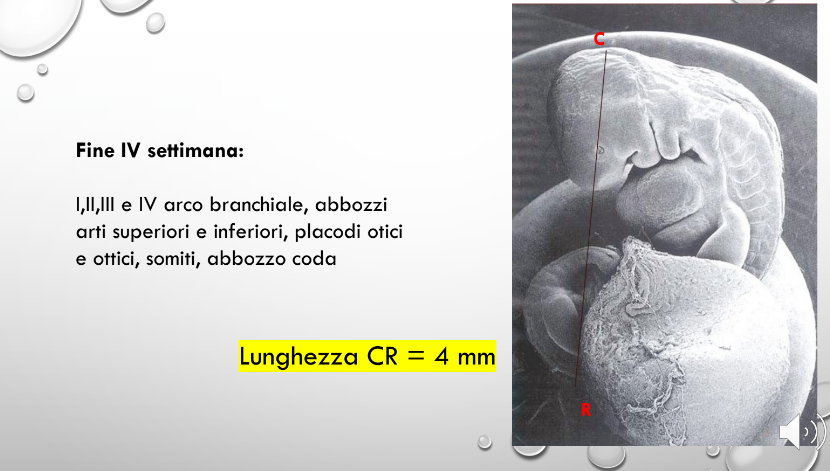 Fine IV settimana:
I,II,III e IV arco branchiale, abbozzi
arti superiori e inferiori, placodi otici
e ottici, somiti, abbozzo coda
Lunghezza CR = 4 mm
C
R